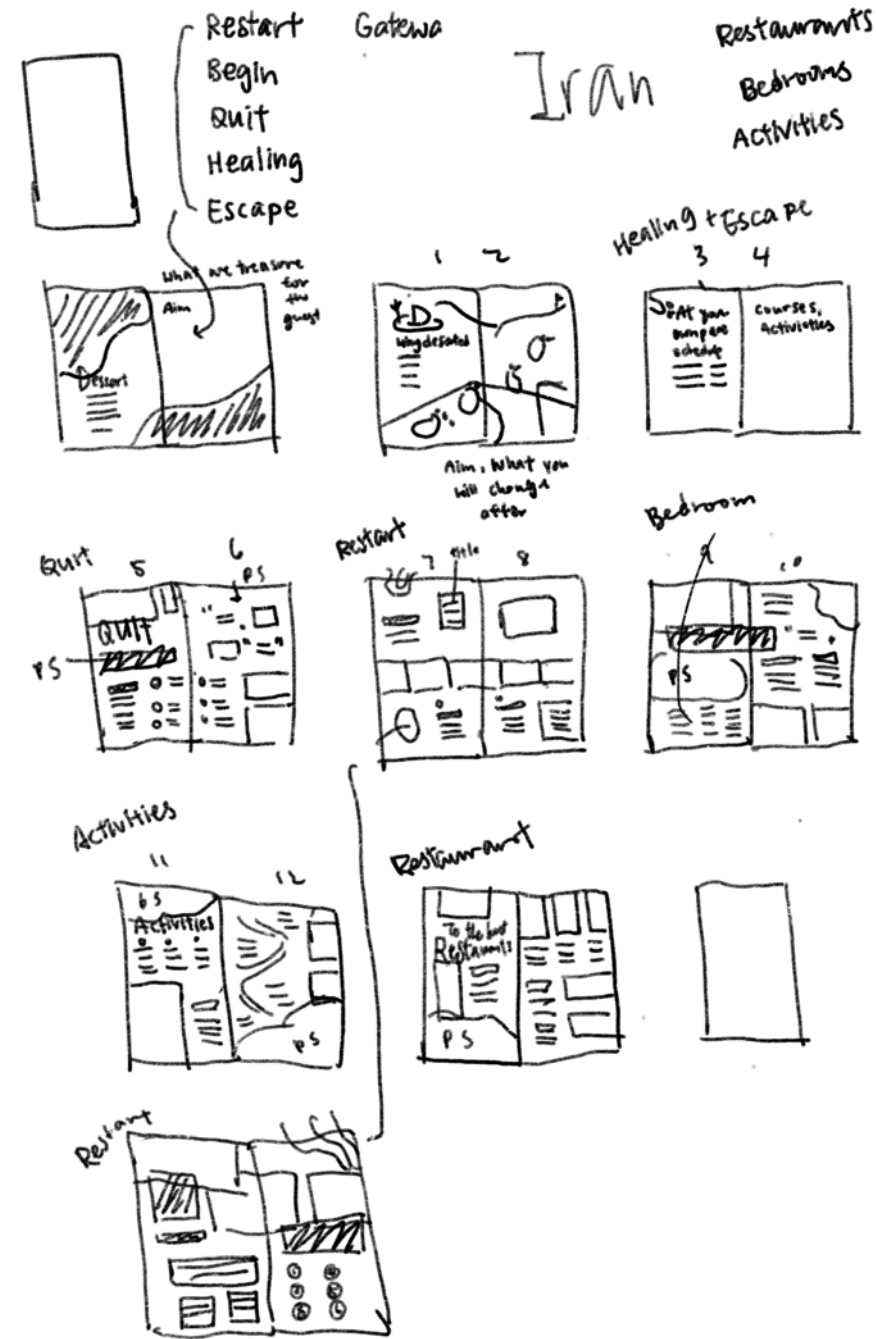 Restart
Begin
Quit
Healing
Escape
Gatewa
Iran
Restaurants
Bedrooms
Activities
What we treasure
for
the
guest
Aim
Dessert
1 2
Aim, What you
will change
after
Healing + Escape
3 4
At your
schedule
Courses,
Activities
Quit
5 6
PS
QUIT
PS
Restart
7 8
title
Bedroom
9 10
PS
Activities
11 12
Activities
PS
Restaurant
To the best
Restaurants
PS
Restart